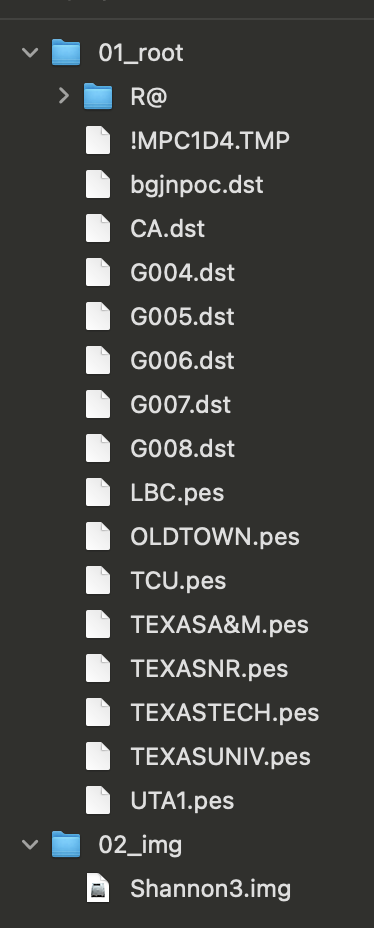 01_root
R@
!MPC1D4.TMP
bgjnpoc.dst
CA.dst
G004.dst
G005.dst
G006.dst
G007.dst
G008.dst
LBC.pes
OLDTOWN.pes
TCU.pes
TEXASA&M.pes
TEXASNR.pes
TEXASTECH.pes
TEXASUNIV.pes
UTA1.pes
02_img
Shannon3.img